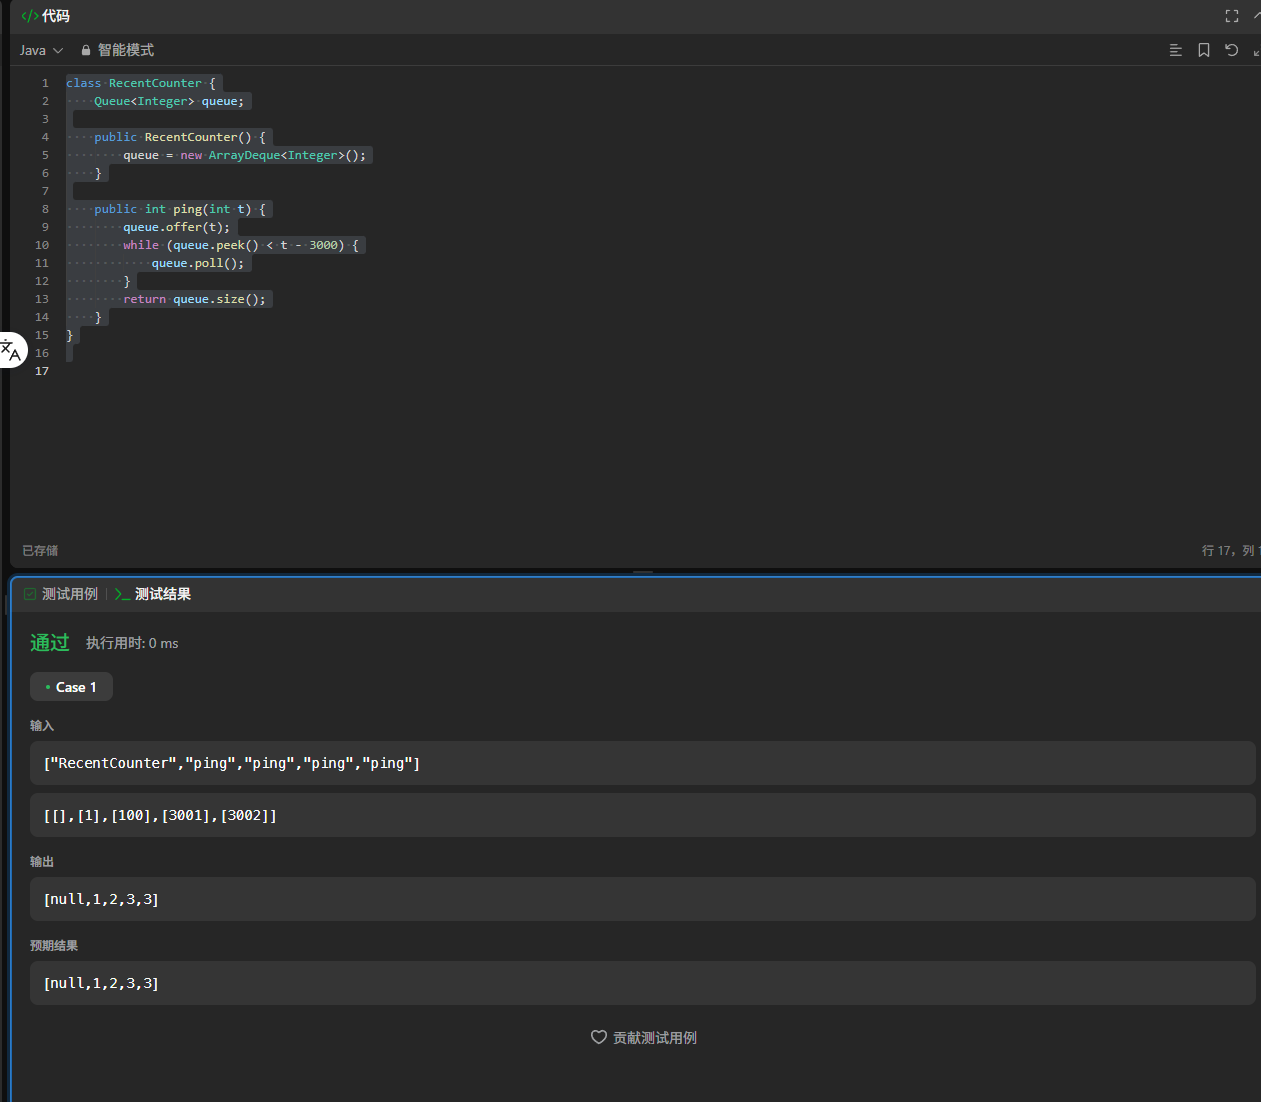 </> 代码
Java 智能模式
1 class RecentCounter {
2 Queue<Integer> queue;
3
4 public RecentCounter() {
5 queue = new ArrayDeque<Integer>();
6 }
7
8 public int ping(int t) {
9 queue.offer(t);
10 while (queue.peek() < t - 3000) {
11 queue.poll();
12 }
13 return queue.size();
14 }
15 }
16
17
已存储 行 17, 列
测试用例 | >_ 测试结果
通过 执行用时: 0 ms
• Case 1
输入
["RecentCounter","ping","ping","ping","ping"]
[[],[1],[100],[3001],[3002]]
输出
[null,1,2,3,3]
预期结果
[null,1,2,3,3]
贡献测试用例